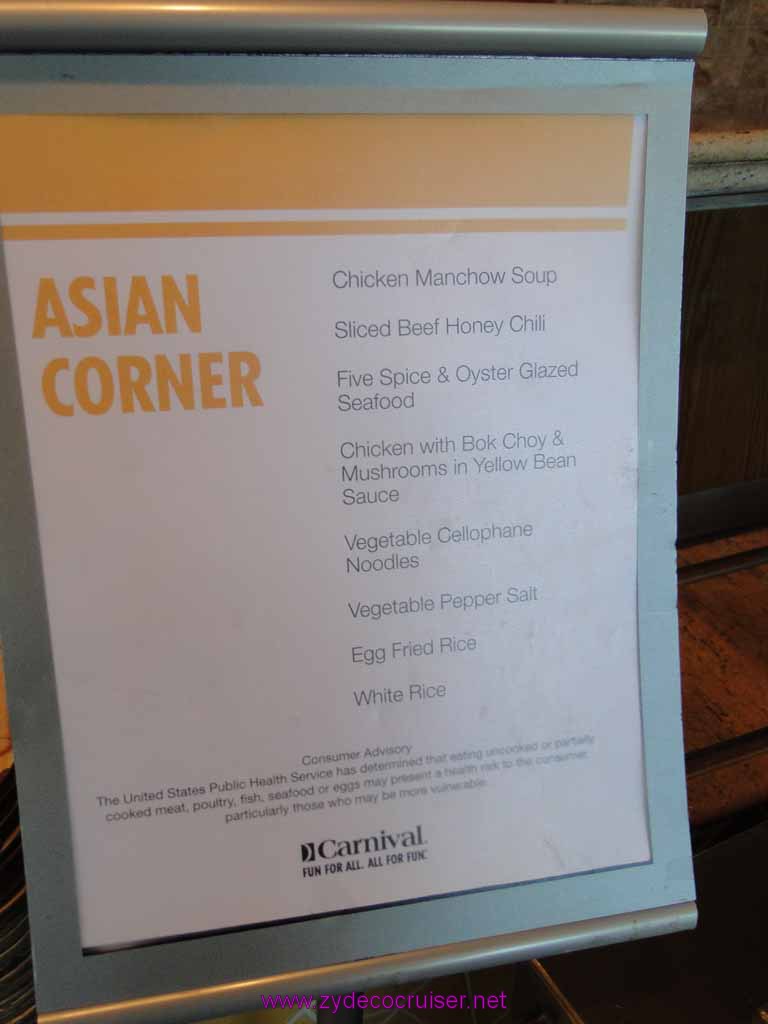 ASIAN
CORNER
Chicken Manchow Soup
Sliced Beef Honey Chili
Five Spice & Oyster Glazed
Seafood
Chicken with Bok Choy &
Mushrooms in Yellow Bean
Sauce
Vegetable Cellophane
Noodles
Vegetable Pepper Salt
Egg Fried Rice
White Rice
Consumer Advisory
The United States Public Health Service has determined that eating uncooked or partially
cooked meat, poultry, fish, seafood or eggs may present a health risk to the consumer,
particularly those who may be more vulnerable.
Carnival.
FUN FOR ALL. ALL FOR FUN.
www.zydecocruiser.net